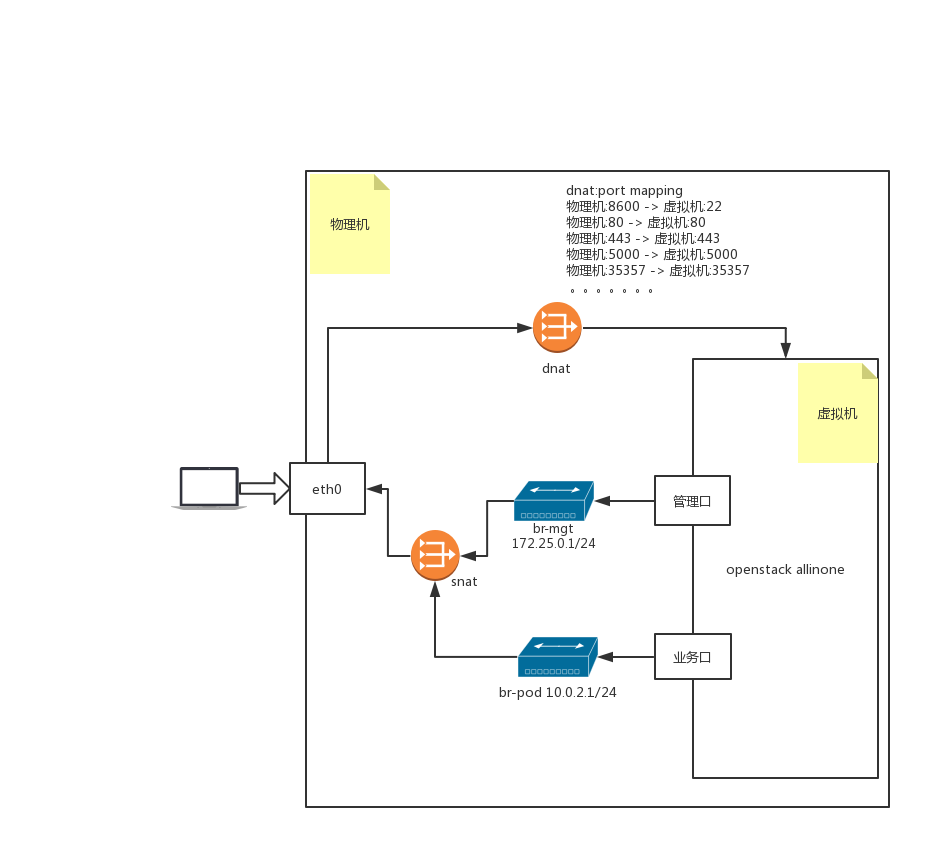 dnat:port mapping
物理机:8600 -> 虚拟机:22
物理机:80 -> 虚拟机:80
物理机:443 -> 虚拟机:443
物理机:5000 -> 虚拟机:5000
物理机:35357 -> 虚拟机:35357
。。。。。。。
物理机
dnat
虚拟机
eth0
管理口
br-mgt
172.25.0.1/24
openstack allinone
snat
业务口
br-pod 10.0.2.1/24